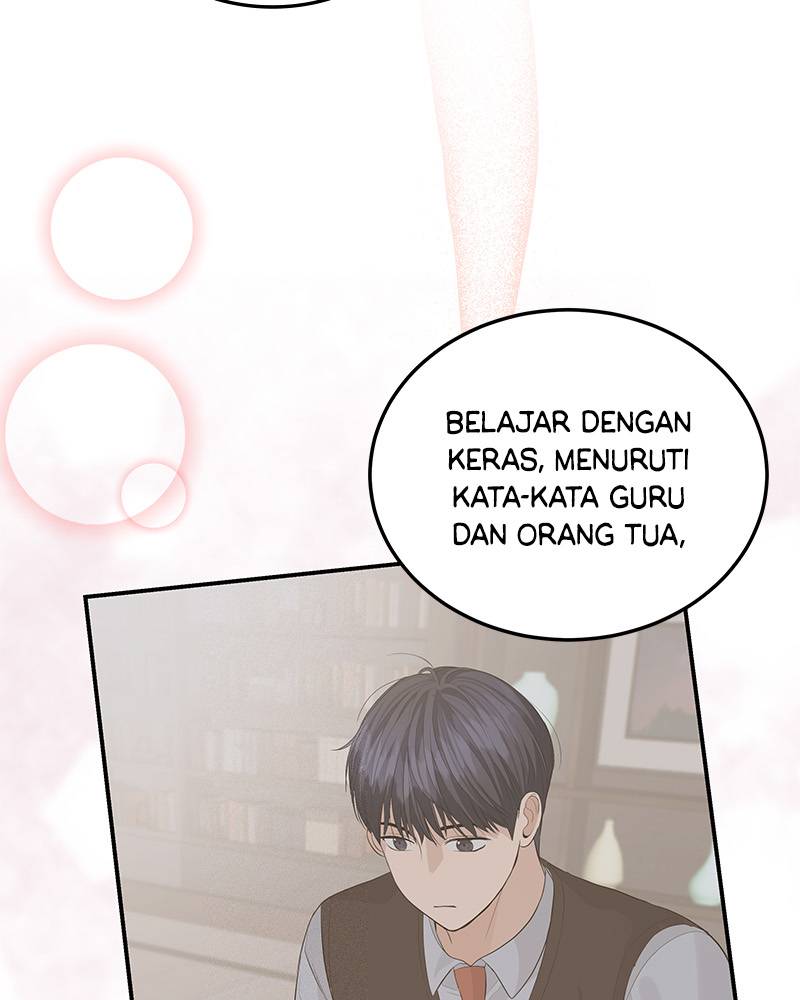 BELAJAR DENGAN
KERAS, MENURUTI
KATA-KATA GURU
DAN ORANG TUA,